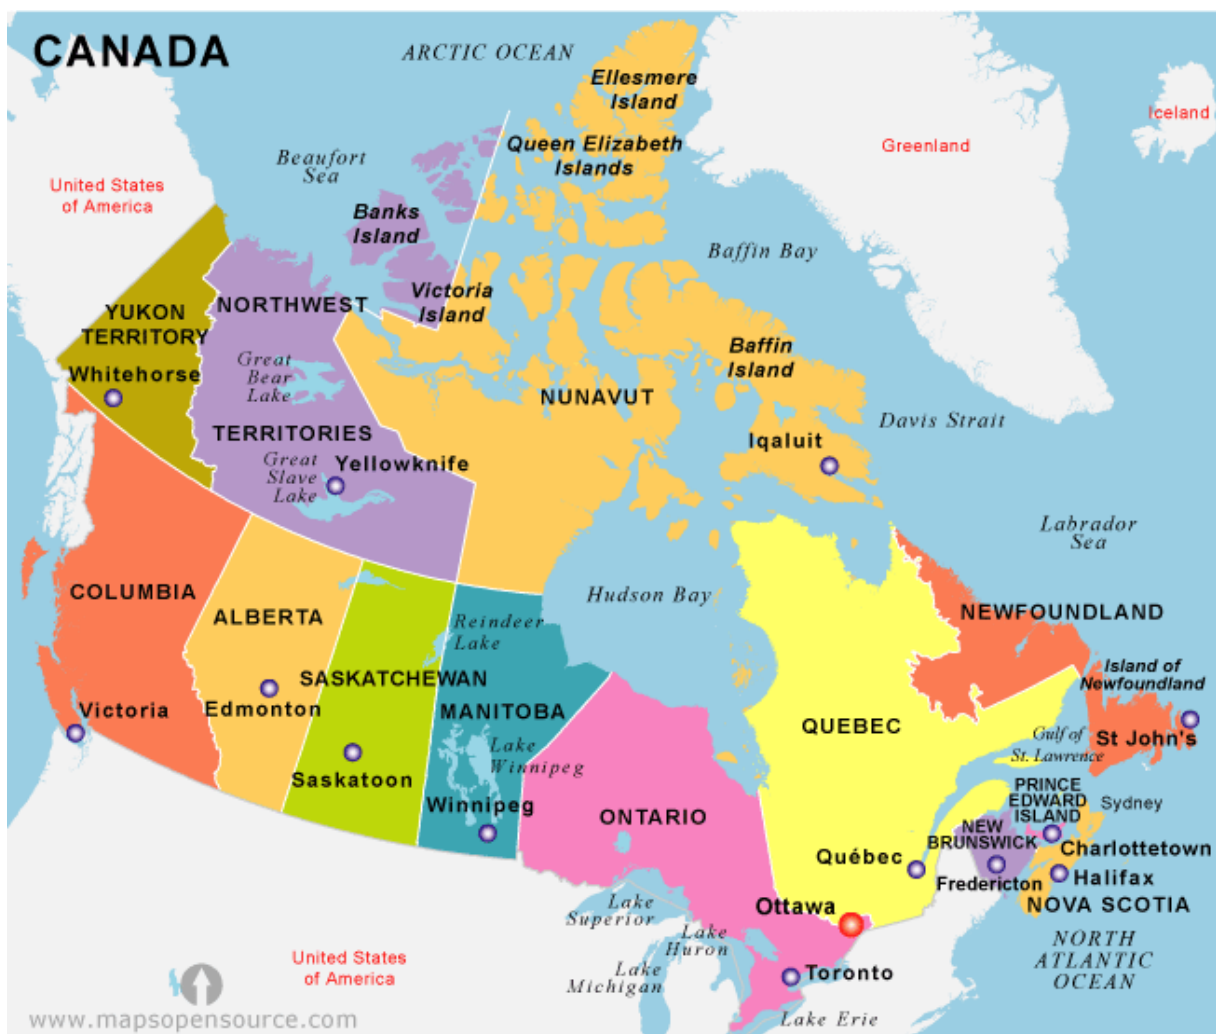 CANADA
ARCTIC OCEAN
Ellesmere
Island
Iceland
Queen Elizabeth
Islands
Greenland
Beaufort
Sea
United States
of America
Banks
Island
Baffin Bay
Victoria
Island
NORTHWEST
YUKON
TERRITORY
Baffin
Island
Great
Bear
Lake
Whitehorse
NUNAVUT
Davis Strait
TERRITORIES
Iqaluit
Great
Slave
Lake
Yellowknife
Labrador
Sea
COLUMBIA
Hudson Bay
ALBERTA
NEWFOUNDLAND
Reindeer
Lake
SASKATCHEWAN
Island of
Newfoundland
Edmonton
Victoria
MANITOBA
QUEBEC
Gulf of
St. Lawrence
St John's
Lake
Winnipeg
Saskatoon
PRINCE
EDWARD
ISLAND
Sydney
Winnipeg
ONTARIO
NEW
BRUNSWICK
Charlottetown
Québec
Fredericton
Halifax
NOVA SCOTIA
Ottawa
Lake
Superior
Lake
Huron
NORTH
ATLANTIC
OCEAN
United States
of America
Lake
Michigan
Toronto
Lake Erie
www.mapsopensource.com